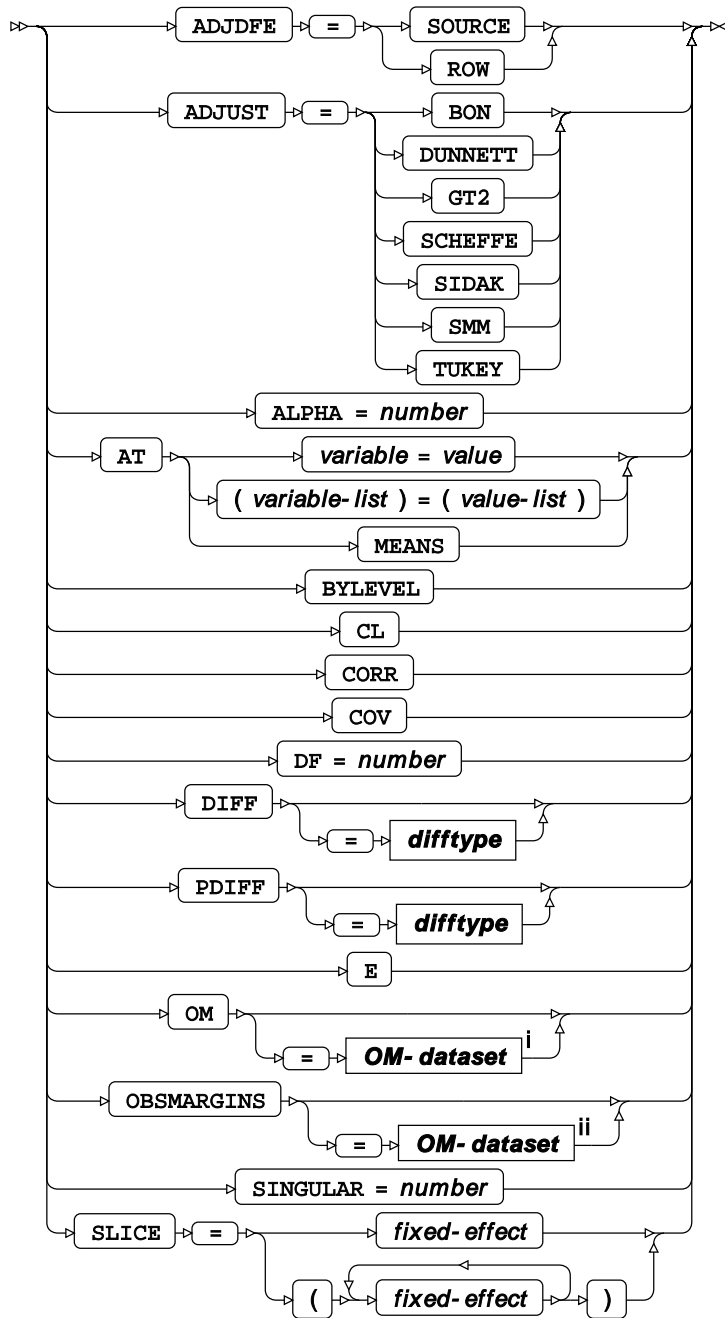 ADJDFE = SOURCE
ROW
ADJUST = BON
DUNNETT
GT2
SCHEFFE
SIDAK
SMM
TUKEY
ALPHA = number
AT variable = value
( variable-list ) = ( value-list )
MEANS
BYLEVEL
CL
CORR
COV
DF = number
DIFF
= difftype
PDIFF
= difftype
E
OM
= OM-dataset i
OBSMARGINS
= OM-dataset ii
SINGULAR = number
SLICE = fixed-effect
( fixed-effect )